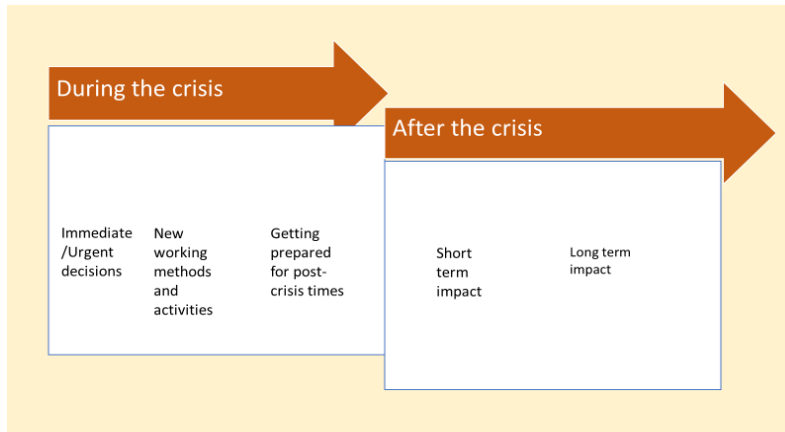 During the crisis
After the crisis
Immediate
/Urgent
decisions
New
working
methods
and
activities
Getting
prepared
for post-
crisis times
Short
term
impact
Long term
impact